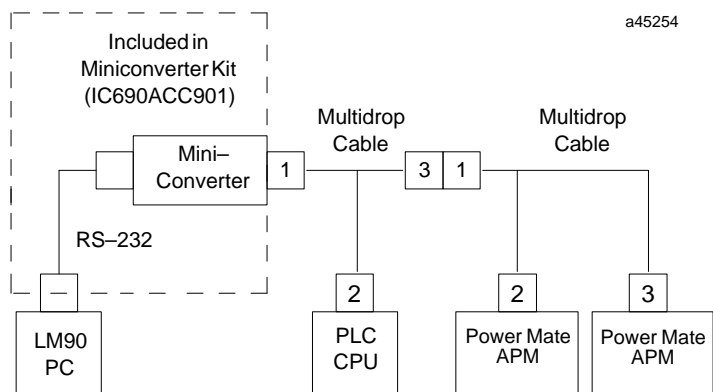 a45254
Included in
Miniconverter Kit
(IC690ACC901)
Multidrop
Cable
Multidrop
Cable
Mini–
Converter
1
3
1
RS–232
2
2
3
LM90
PC
PLC
CPU
Power Mate
APM
Power Mate
APM